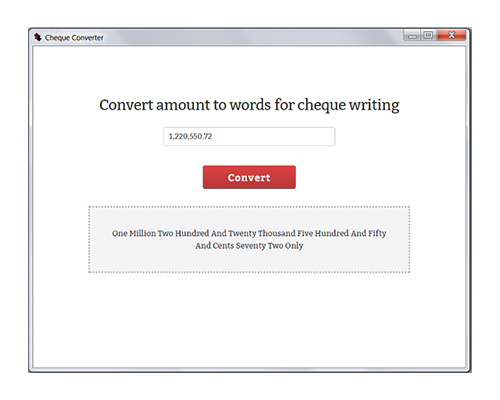 Cheque Converter
Convert amount to words for cheque writing
1,220,550.72
Convert
One Million Two Hundred And Twenty Thousand Five Hundred And Fifty
And Cents Seventy Two Only